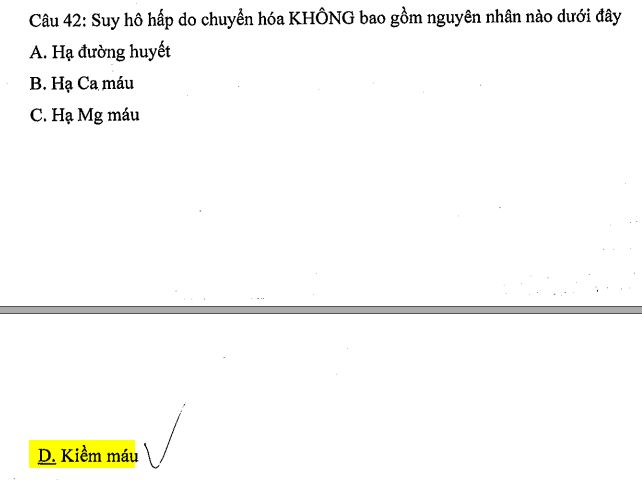 Câu 42: Suy hô hấp do chuyển hóa KHÔNG bao gồm nguyên nhân nào dưới đây
A. Hạ đường huyết
B. Hạ Ca máu
C. Hạ Mg máu
D. Kiềm máu